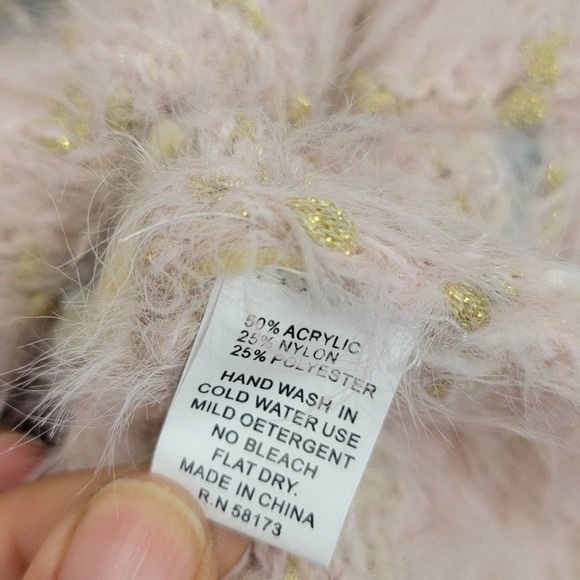 50% ACRYLIC
25% NYLON
25% POLYESTER
HAND WASH IN
COLD WATER USE
MILD OETERGENT
NO BLEACH
FLAT DRY.
MADE IN CHINA
R.N 58173